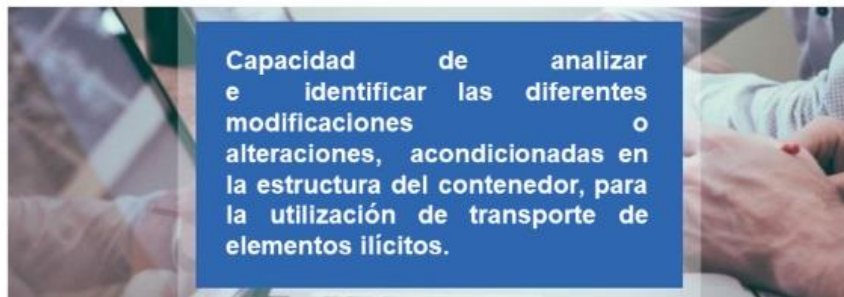 Capacidad de analizar
e identificar las diferentes
modificaciones o
alteraciones, acondicionadas en
la estructura del contenedor, para
la utilización de transporte de
elementos ilícitos.